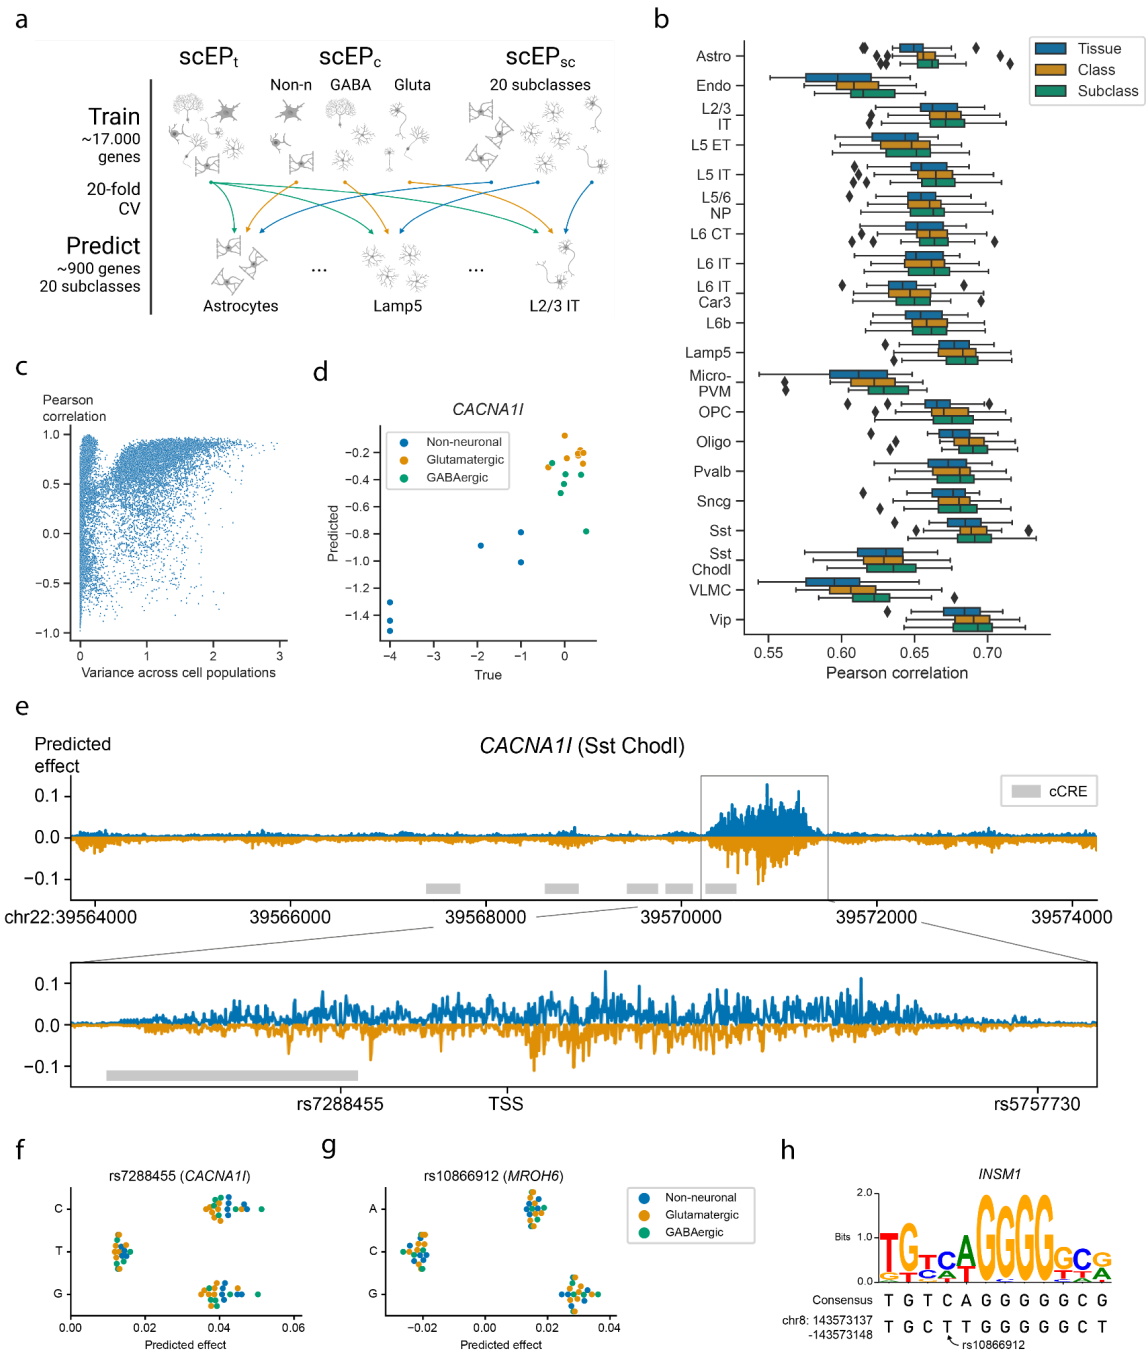 a
scEPt
scEPc
scEPsc
Non-n
GABA
Gluta
20 subclasses
Train
~17.000
genes
20-fold
CV
Predict
~900 genes
20 subclasses
...
...
Astrocytes
Lamp5
L2/3 IT
b
Tissue
Class
Subclass
Astro
Endo
L2/3
IT
L5 ET
L5 IT
L5/6
NP
L6 CT
L6 IT
L6 IT
Car3
L6b
Lamp5
Micro-
PVM
OPC
Oligo
Pvalb
Sncg
Sst
Sst
Chodl
VLMC
Vip
0.55 0.60 0.65 0.70
Pearson correlation
c
Pearson
correlation
1.0
0.5
0.0
−0.5
−1.0
0 1 2 3
Variance across cell populations
d
CACNA1I
Non-neuronal
Glutamatergic
GABAergic
Predicted
−0.2
−0.4
−0.6
−0.8
−1.0
−1.2
−1.4
−4 −3 −2 −1 0
True
e
Predicted
effect
CACNA1I (Sst Chodl)
cCRE
0.1
0.0
−0.1
chr22:39564000 39566000 39568000 39570000 39572000 39574000
0.1
0.0
−0.1
rs7288455 TSS rs5757730
f
rs7288455 (CACNA1I)
C
T
G
0.00 0.02 0.04 0.06
Predicted effect
g
rs10866912 (MROH6)
A
C
G
−0.02 0.00 0.02 0.04
Predicted effect
Non-neuronal
Glutamatergic
GABAergic
h
INSM1
2.0
Bits 1.0
0.0
Consensus T G T C A G G G G G C G
chr8: 143573137
-143573148
T G C T T G G G G G C T
rs10866912